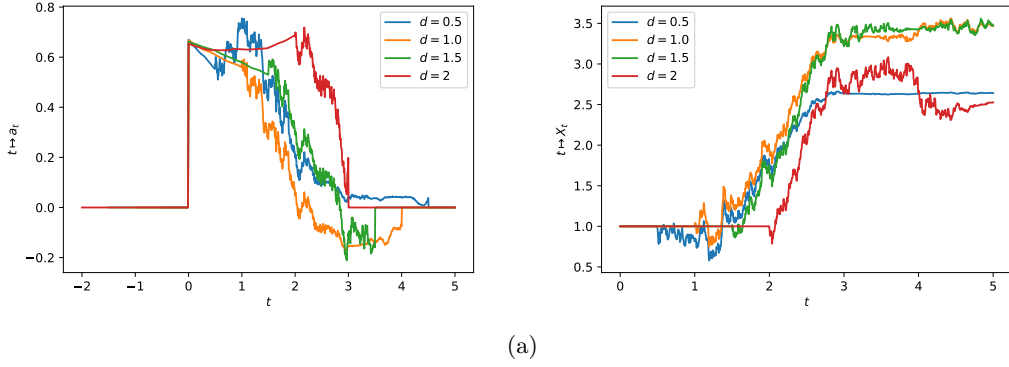 0.8
0.6
0.4
0.2
0.0
−0.2
t ↦ a_t
−2 −1 0 1 2 3 4 5
t
d = 0.5
d = 1.0
d = 1.5
d = 2
3.5
3.0
2.5
2.0
1.5
1.0
0.5
t ↦ X_t
0 1 2 3 4 5
t
d = 0.5
d = 1.0
d = 1.5
d = 2
(a)